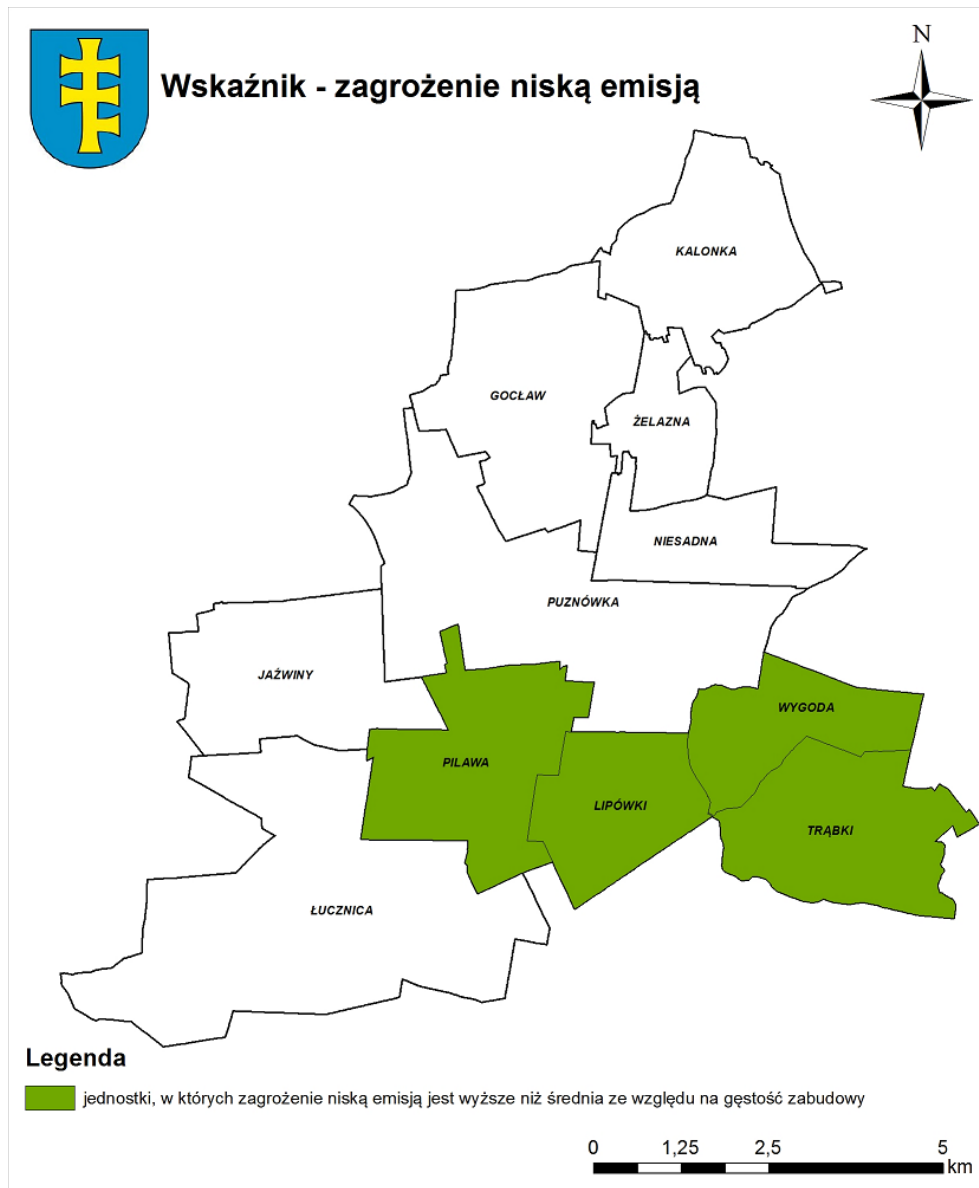 N
Wskaźnik - zagrożenie niską emisją
KALONKA
GOCŁAW
ŻELAZNA
NIESADNA
PUZNÓWKA
JAŹWINY
WYGODA
PILAWA
LIPÓWKI
TRĄBKI
ŁUCZNICA
Legenda
jednostki, w których zagrożenie niską emisją jest wyższe niż średnia ze względu na gęstość zabudowy
0 1,25 2,5 5
km